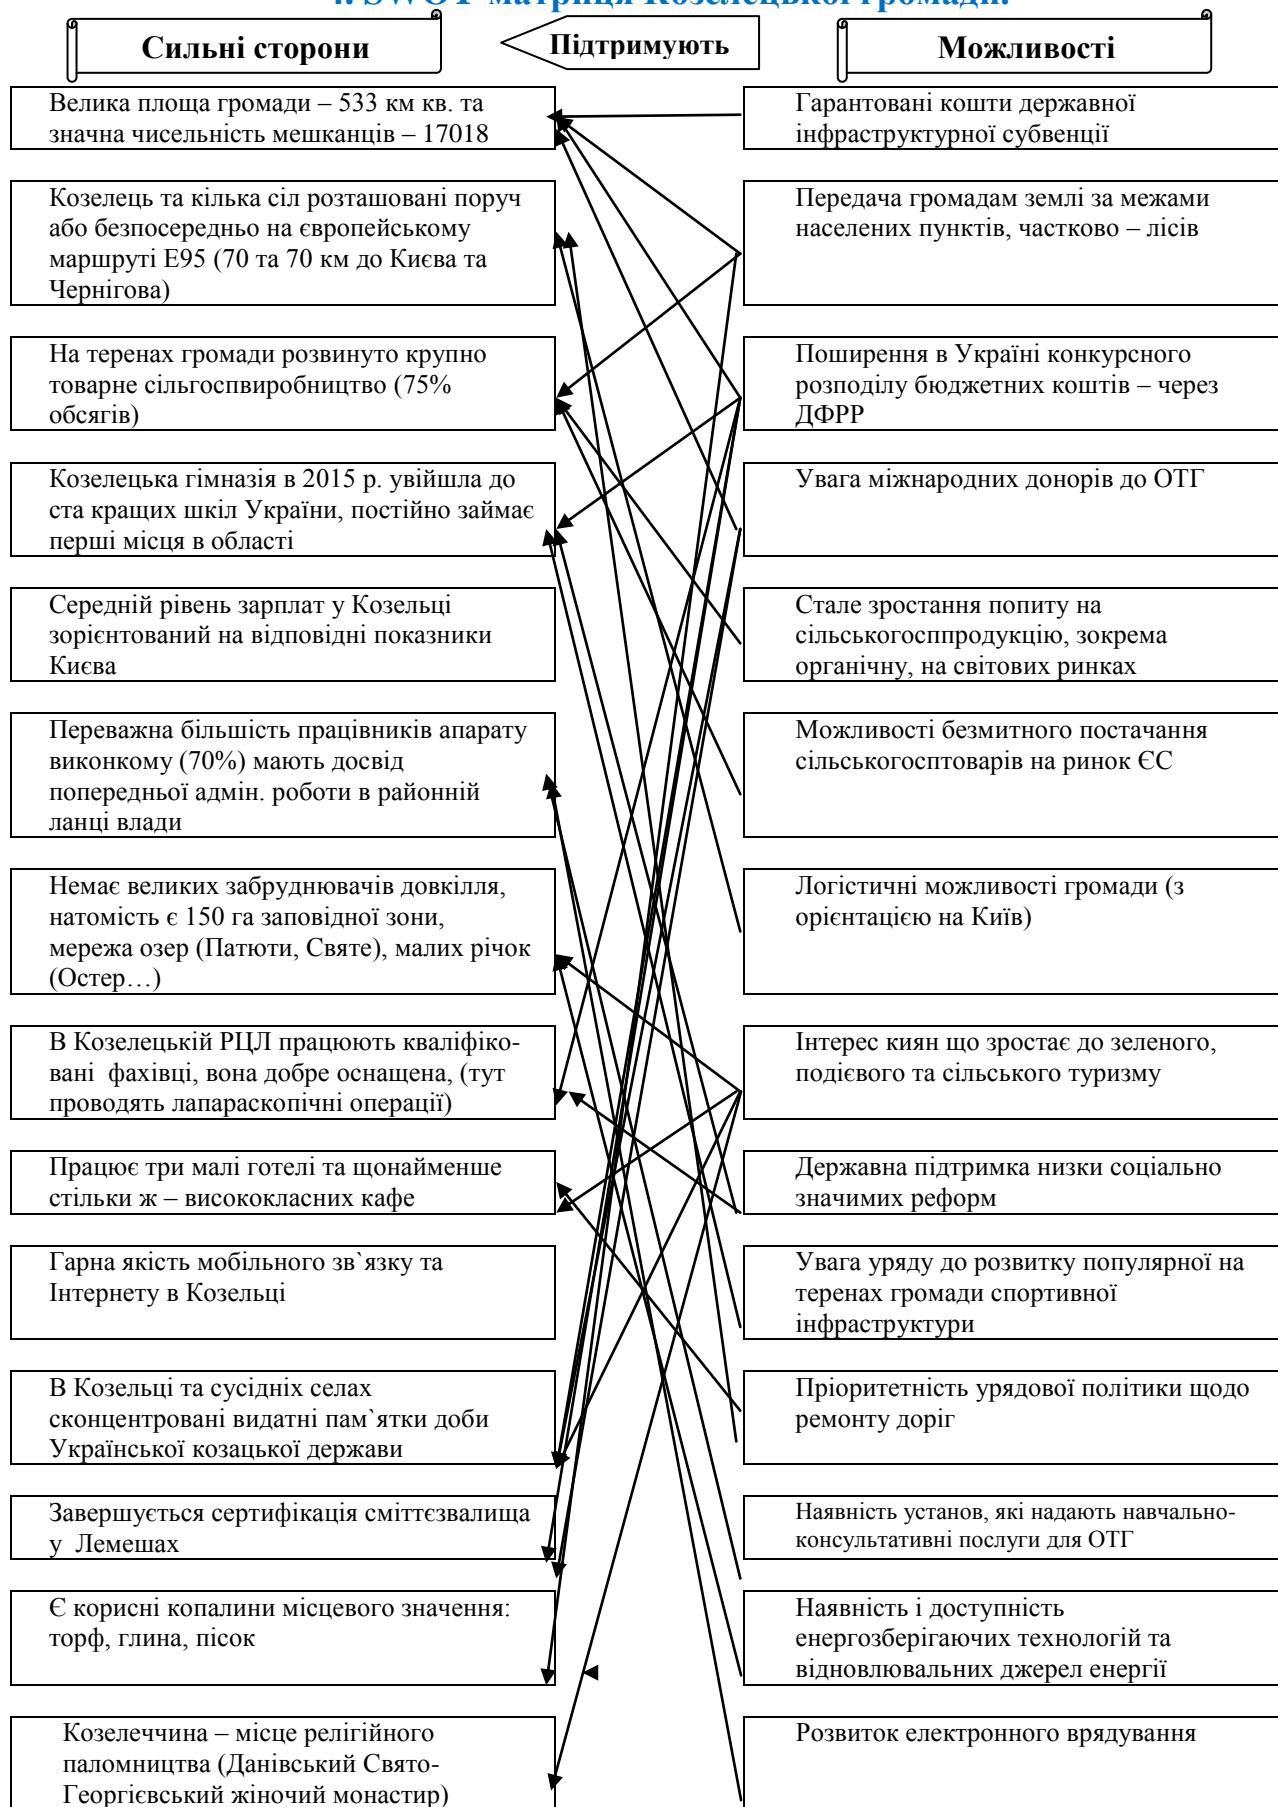 4. SWOT матриця Козелецької громади.
Сильні сторони
Підтримують
Можливості
Велика площа громади – 533 км кв. та
значна чисельність мешканців – 17018
Козелець та кілька сіл розташовані поруч
або безпосередньо на європейському
маршруті Е95 (70 та 70 км до Києва та
Чернігова)
На теренах громади розвинуто крупно
товарне сільгоспвиробництво (75%
обсягів)
Козелецька гімназія в 2015 р. увійшла до
ста кращих шкіл України, постійно займає
перші місця в області
Середній рівень зарплат у Козельці
зорієнтований на відповідні показники
Києва
Переважна більшість працівників апарату
виконкому (70%) мають досвід
попередньої адмін. роботи в районній
ланці влади
Немає великих забруднювачів довкілля,
натомість є 150 га заповідної зони,
мережа озер (Патюти, Святе), малих річок
(Остер…)
В Козелецькій РЦЛ працюють кваліфіко-
вані фахівці, вона добре оснащена, (тут
проводять лапараскопічні операції)
Працює три малі готелі та щонайменше
стільки ж – висококласних кафе
Гарна якість мобільного зв`язку та
Інтернету в Козельці
В Козельці та сусідніх селах
сконцентровані видатні пам`ятки доби
Української козацької держави
Завершується сертифікація сміттєзвалища
у Лемешах
Є корисні копалини місцевого значення:
торф, глина, пісок
Козелеччина – місце релігійного
паломництва (Данівський Свято-
Георгієвський жіночий монастир)
Гарантовані кошти державної
інфраструктурної субвенції
Передача громадам землі за межами
населених пунктів, частково – лісів
Поширення в Україні конкурсного
розподілу бюджетних коштів – через
ДФРР
Увага міжнародних донорів до ОТГ
Стале зростання попиту на
сільськогосппродукцію, зокрема
органічну, на світових ринках
Можливості безмитного постачання
сільськогосптоварів на ринок ЄС
Логістичні можливості громади (з
орієнтацією на Київ)
Інтерес киян що зростає до зеленого,
подієвого та сільського туризму
Державна підтримка низки соціально
значимих реформ
Увага уряду до розвитку популярної на
теренах громади спортивної
інфраструктури
Пріоритетність урядової політики щодо
ремонту доріг
Наявність установ, які надають навчально-
консультативні послуги для ОТГ
Наявність і доступність
енергозберігаючих технологій та
відновлювальних джерел енергії
Розвиток електронного врядування